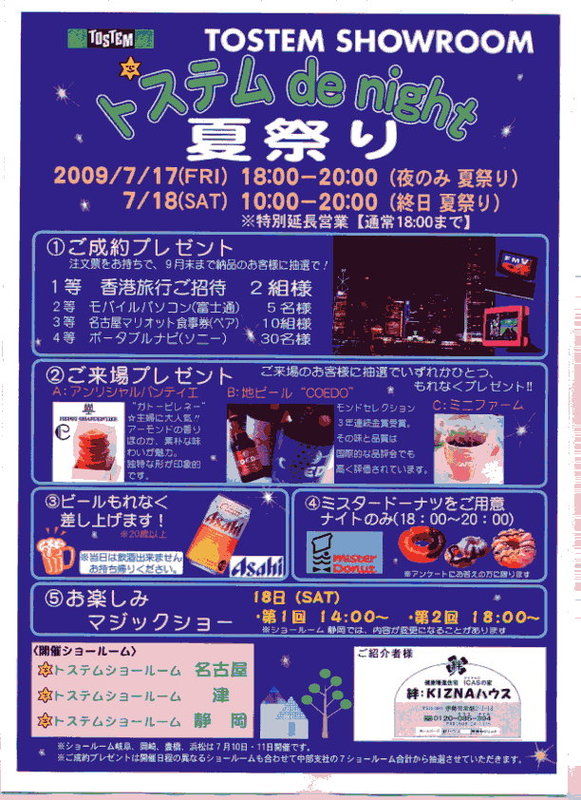 TOSTEM
TOSTEM SHOWROOM
トステム de night
夏祭り
2009/7/17(FRI) 18:00−20:00 (夜のみ 夏祭り)
7/18(SAT) 10:00−20:00 (終日 夏祭り)
※特別延長営業【通常18:00まで】
①ご成約プレゼント
注文票をお持ちで、9月末まで納品のお客様に抽選で!
1等 香港旅行ご招待 2組様
2等 モバイルパソコン(富士通) 5名様
3等 名古屋マリオット食事券(ペア) 10組様
4等 ポータブルナビ(ソニー) 30名様
FMV
②ご来場プレゼント
ご来場のお客様に抽選でいずれかひとつ、
もれなくプレゼント!!
A:アンリシャルパンティエ
HENRI CHARPENTIER
"ガトーピレネー"
☆主婦に大人気!!
アーモンドの香り
ほのか、素朴な味
わいが魅力。
独特な形が印象的
です。
B:地ビール "COEDO"
モンドセレクション
3年連続金賞受賞。
その味と品質は
国際的な品評会でも
高く評価されています。
C:ミニファーム
③ビールもれなく
差し上げます!
※20歳以上
※当日は飲酒出来ません
お持ち帰りください。
Asahi
Asahi
④ミスタードーナツをご用意
ナイトのみ(18:00〜20:00)
mister Donut
※アンケートにお答えの方に限ります
⑤お楽しみ
マジックショー
18日 (SAT)
・第1回 14:00〜 ・第2回 18:00〜
※ショールーム 静岡では、内容が変更になることがあります
〈開催ショールーム〉
トステムショールーム 名古屋
トステムショールーム 津
トステムショールーム 静岡
ご紹介者様
ICASの家
絆:KIZNAハウス
※ショールーム岐阜、岡崎、豊橋、浜松は7月10日・11日開催です。
※ご成約プレゼントは開催日程の異なるショールームも合わせて中部支社の7ショールーム合計から抽選させていただきます。